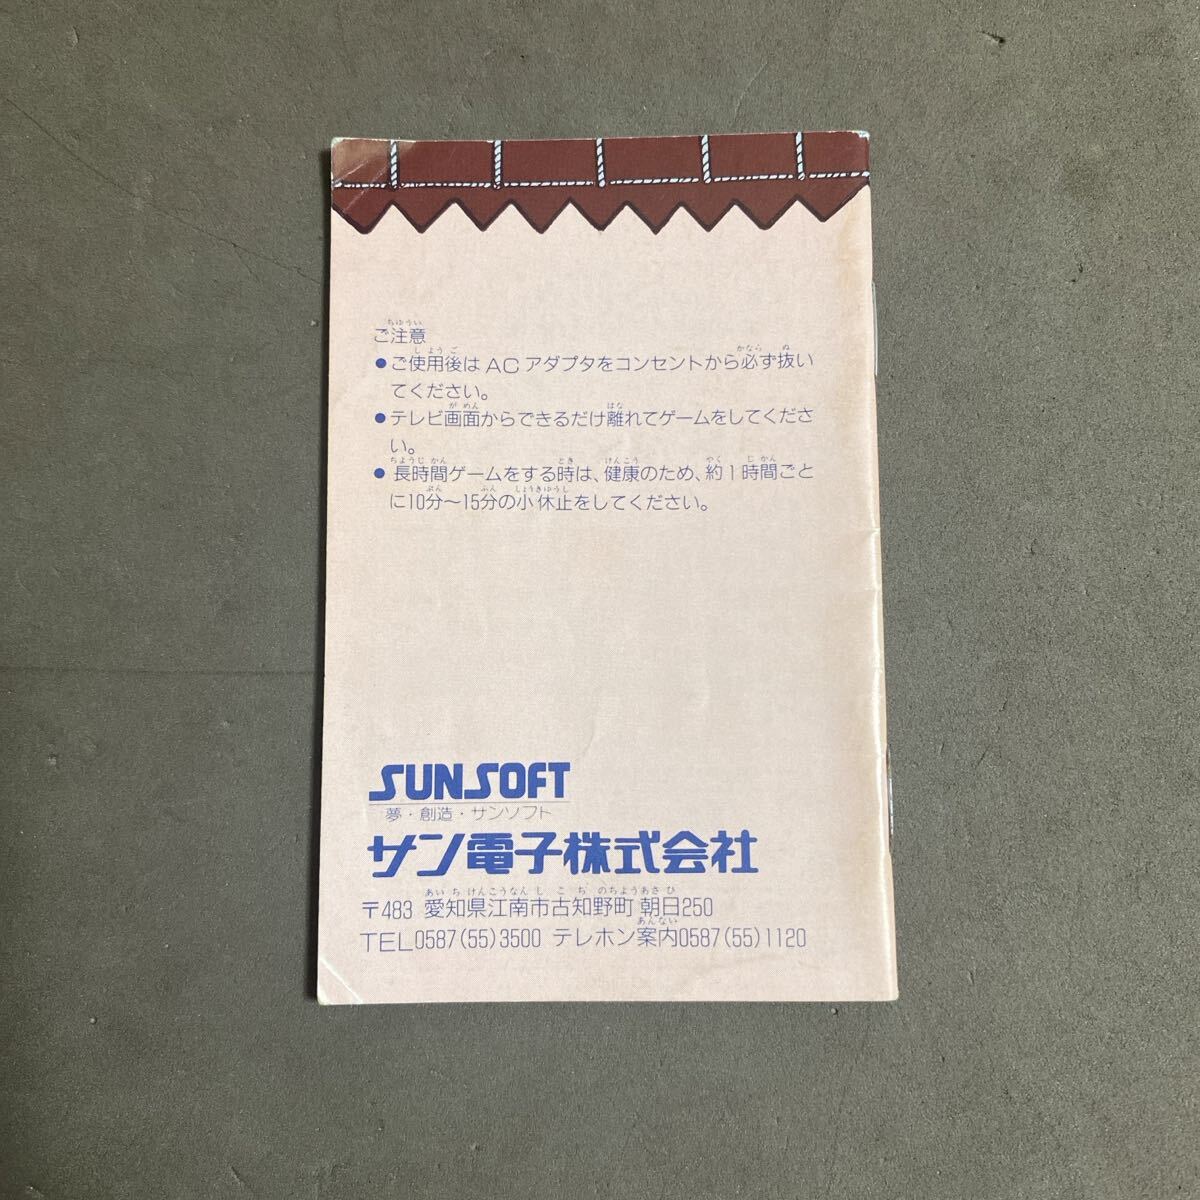 ご注意
●ご使用後はACアダプタをコンセントから必ず抜い
てください。
●テレビ画面からできるだけ離れてゲームをしてくださ
い。
●長時間ゲームをする時は、健康のため、約1時間ごと
に10分〜15分の小休止をしてください。
SUNSOFT
夢・創造・サンソフト
サン電子株式会社
〒483 愛知県江南市古知野町朝日250
TEL0587(55)3500 テレホン案内0587(55)1120